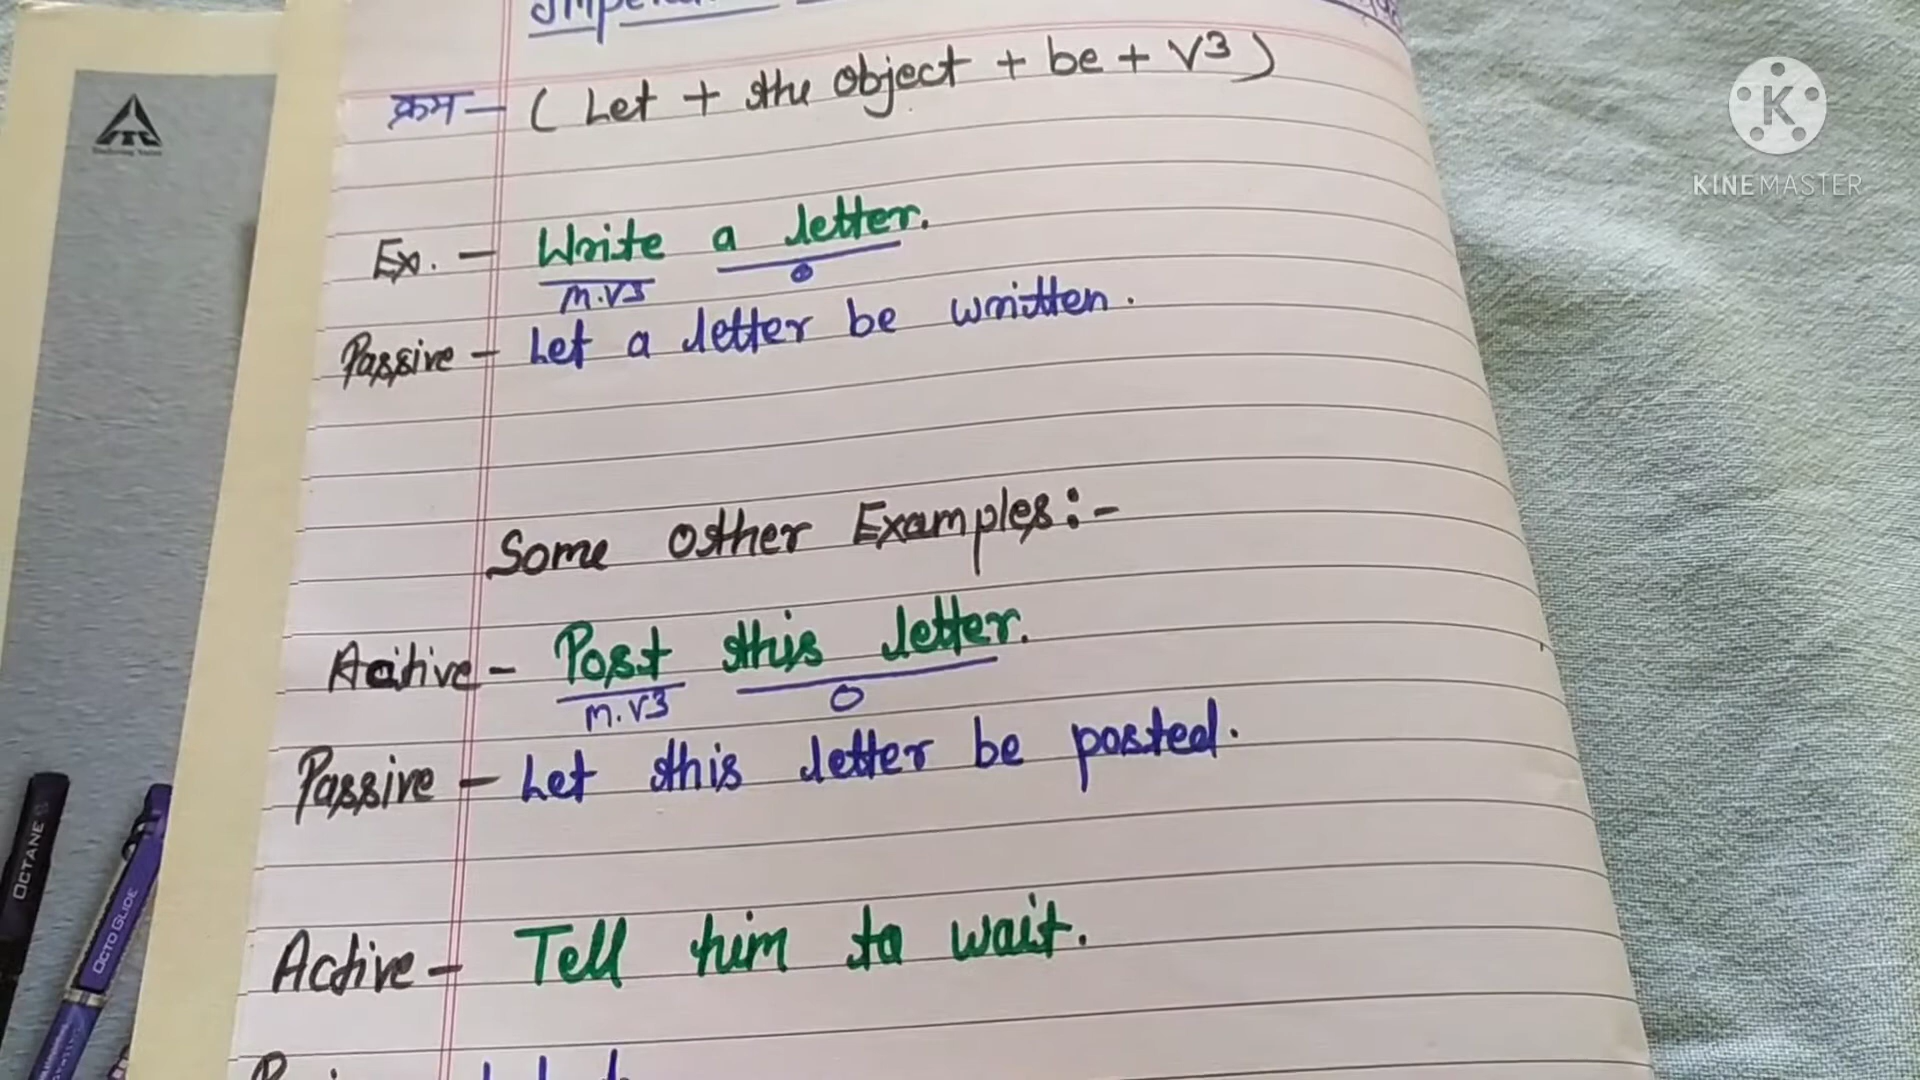 क्रम- ( Let + the object + be + V3 )
Ex. - Write a letter.
M.V3 O
Passive - Let a letter be written.
Some other Examples:-
Active - Post this letter.
M.V3 O
Passive - Let this letter be posted.
Active - Tell him to wait.
KINEMASTER
OCTANE
OCTO GLIDE